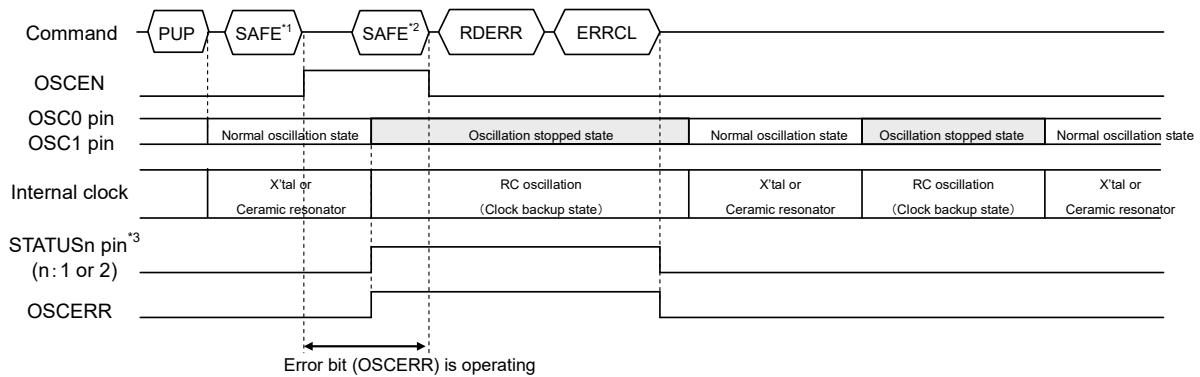 Command PUP SAFE*1 SAFE*2 RDERR ERRCL
OSCEN
OSC0 pin
OSC1 pin
Normal oscillation state Oscillation stopped state Normal oscillation state Oscillation stopped state Normal oscillation state
Internal clock
X'tal or RC oscillation X'tal or RC oscillation X'tal or
Ceramic resonator (Clock backup state) Ceramic resonator (Clock backup state) Ceramic resonator
STATUSn pin*3
(n: 1 or 2)
OSCERR
Error bit (OSCERR) is operating